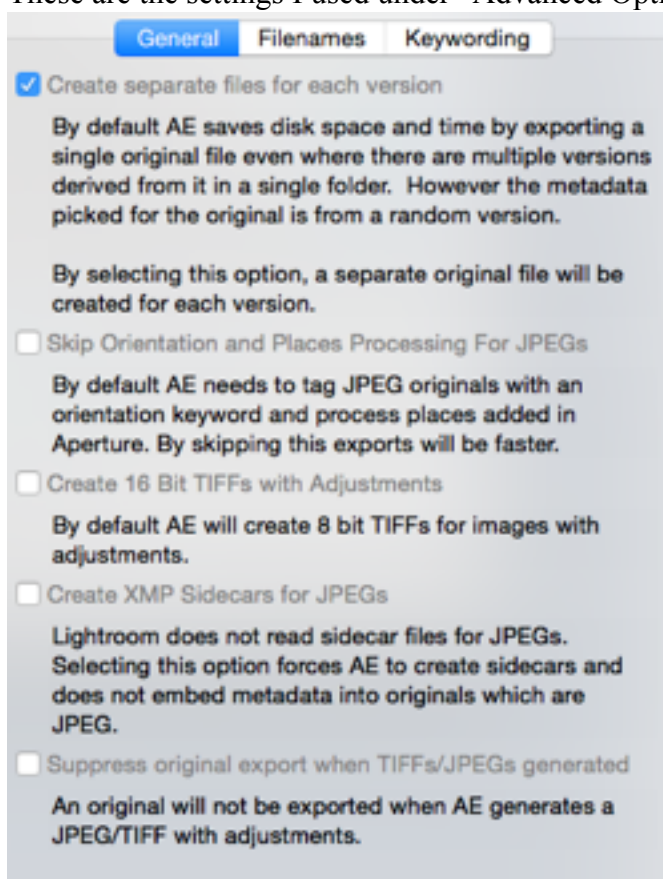 These are the settings I used under "Advanced Opti
General Filenames Keywording
Create separate files for each version
By default AE saves disk space and time by exporting a
single original file even where there are multiple versions
derived from it in a single folder. However the metadata
picked for the original is from a random version.
By selecting this option, a separate original file will be
created for each version.
Skip Orientation and Places Processing For JPEGs
By default AE needs to tag JPEG originals with an
orientation keyword and process places added in
Aperture. By skipping this exports will be faster.
Create 16 Bit TIFFs with Adjustments
By default AE will create 8 bit TIFFs for images with
adjustments.
Create XMP Sidecars for JPEGs
Lightroom does not read sidecar files for JPEGs.
Selecting this option forces AE to create sidecars and
does not embed metadata into originals which are
JPEG.
Suppress original export when TIFFs/JPEGs generated
An original will not be exported when AE generates a
JPEG/TIFF with adjustments.